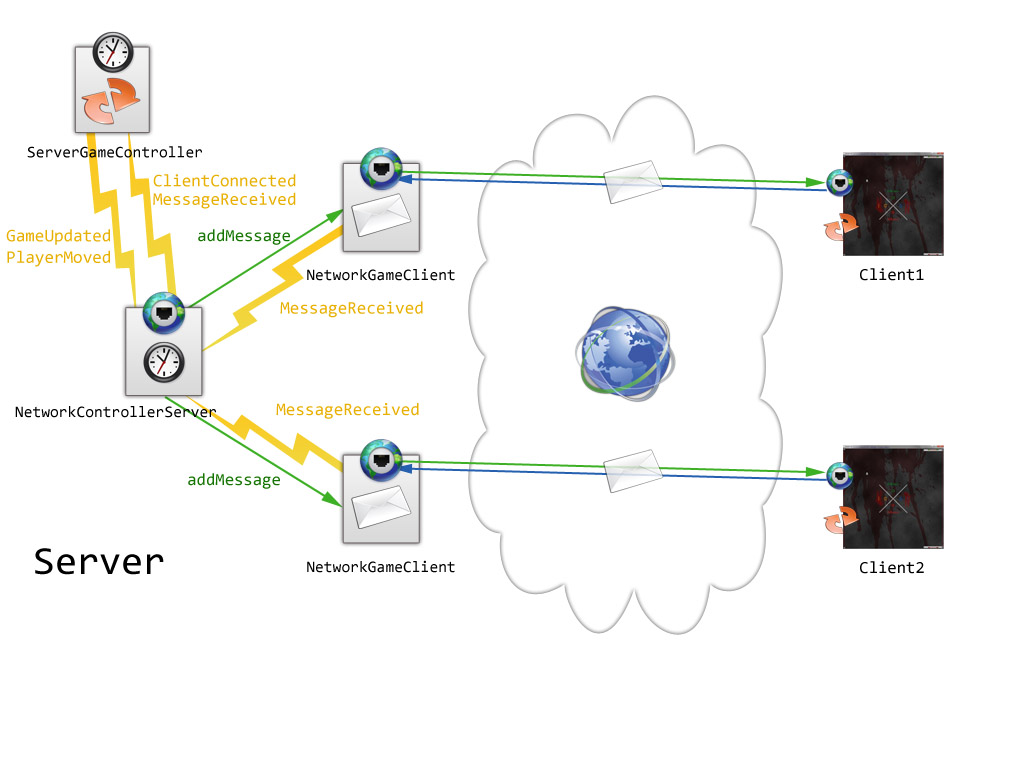 ServerGameController
ClientConnected
MessageReceived
GameUpdated
PlayerMoved
addMessage
NetworkGameClient
Client1
MessageReceived
NetworkControllerServer
MessageReceived
addMessage
Server
NetworkGameClient
Client2